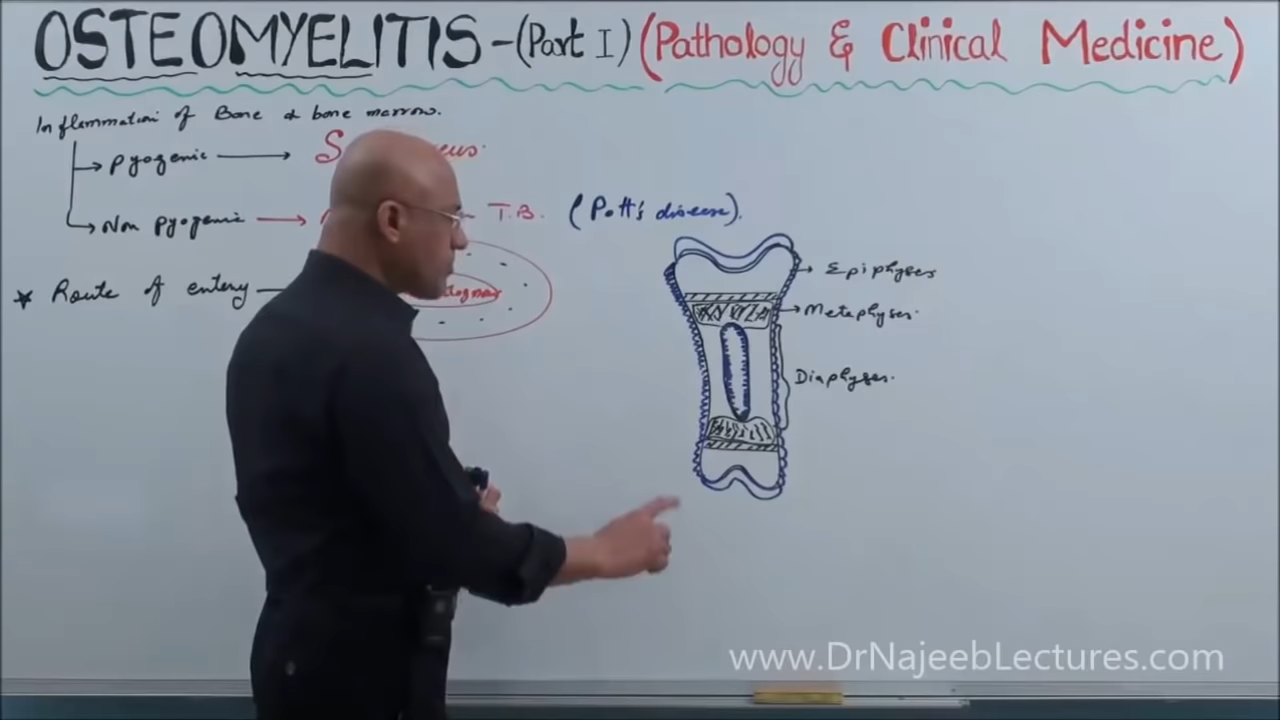 OSTEOMYELITIS - (Part I) (Pathology & Clinical Medicine)
Inflammation of Bone & bone marrow.
→ Pyogenic → S
→ Non pyogenic → T.B. (Pott's disease).
★ Route of entery
→ Epiphyses
→ Metaphyses.
Diaphyses.
www.DrNajeebLectures.com